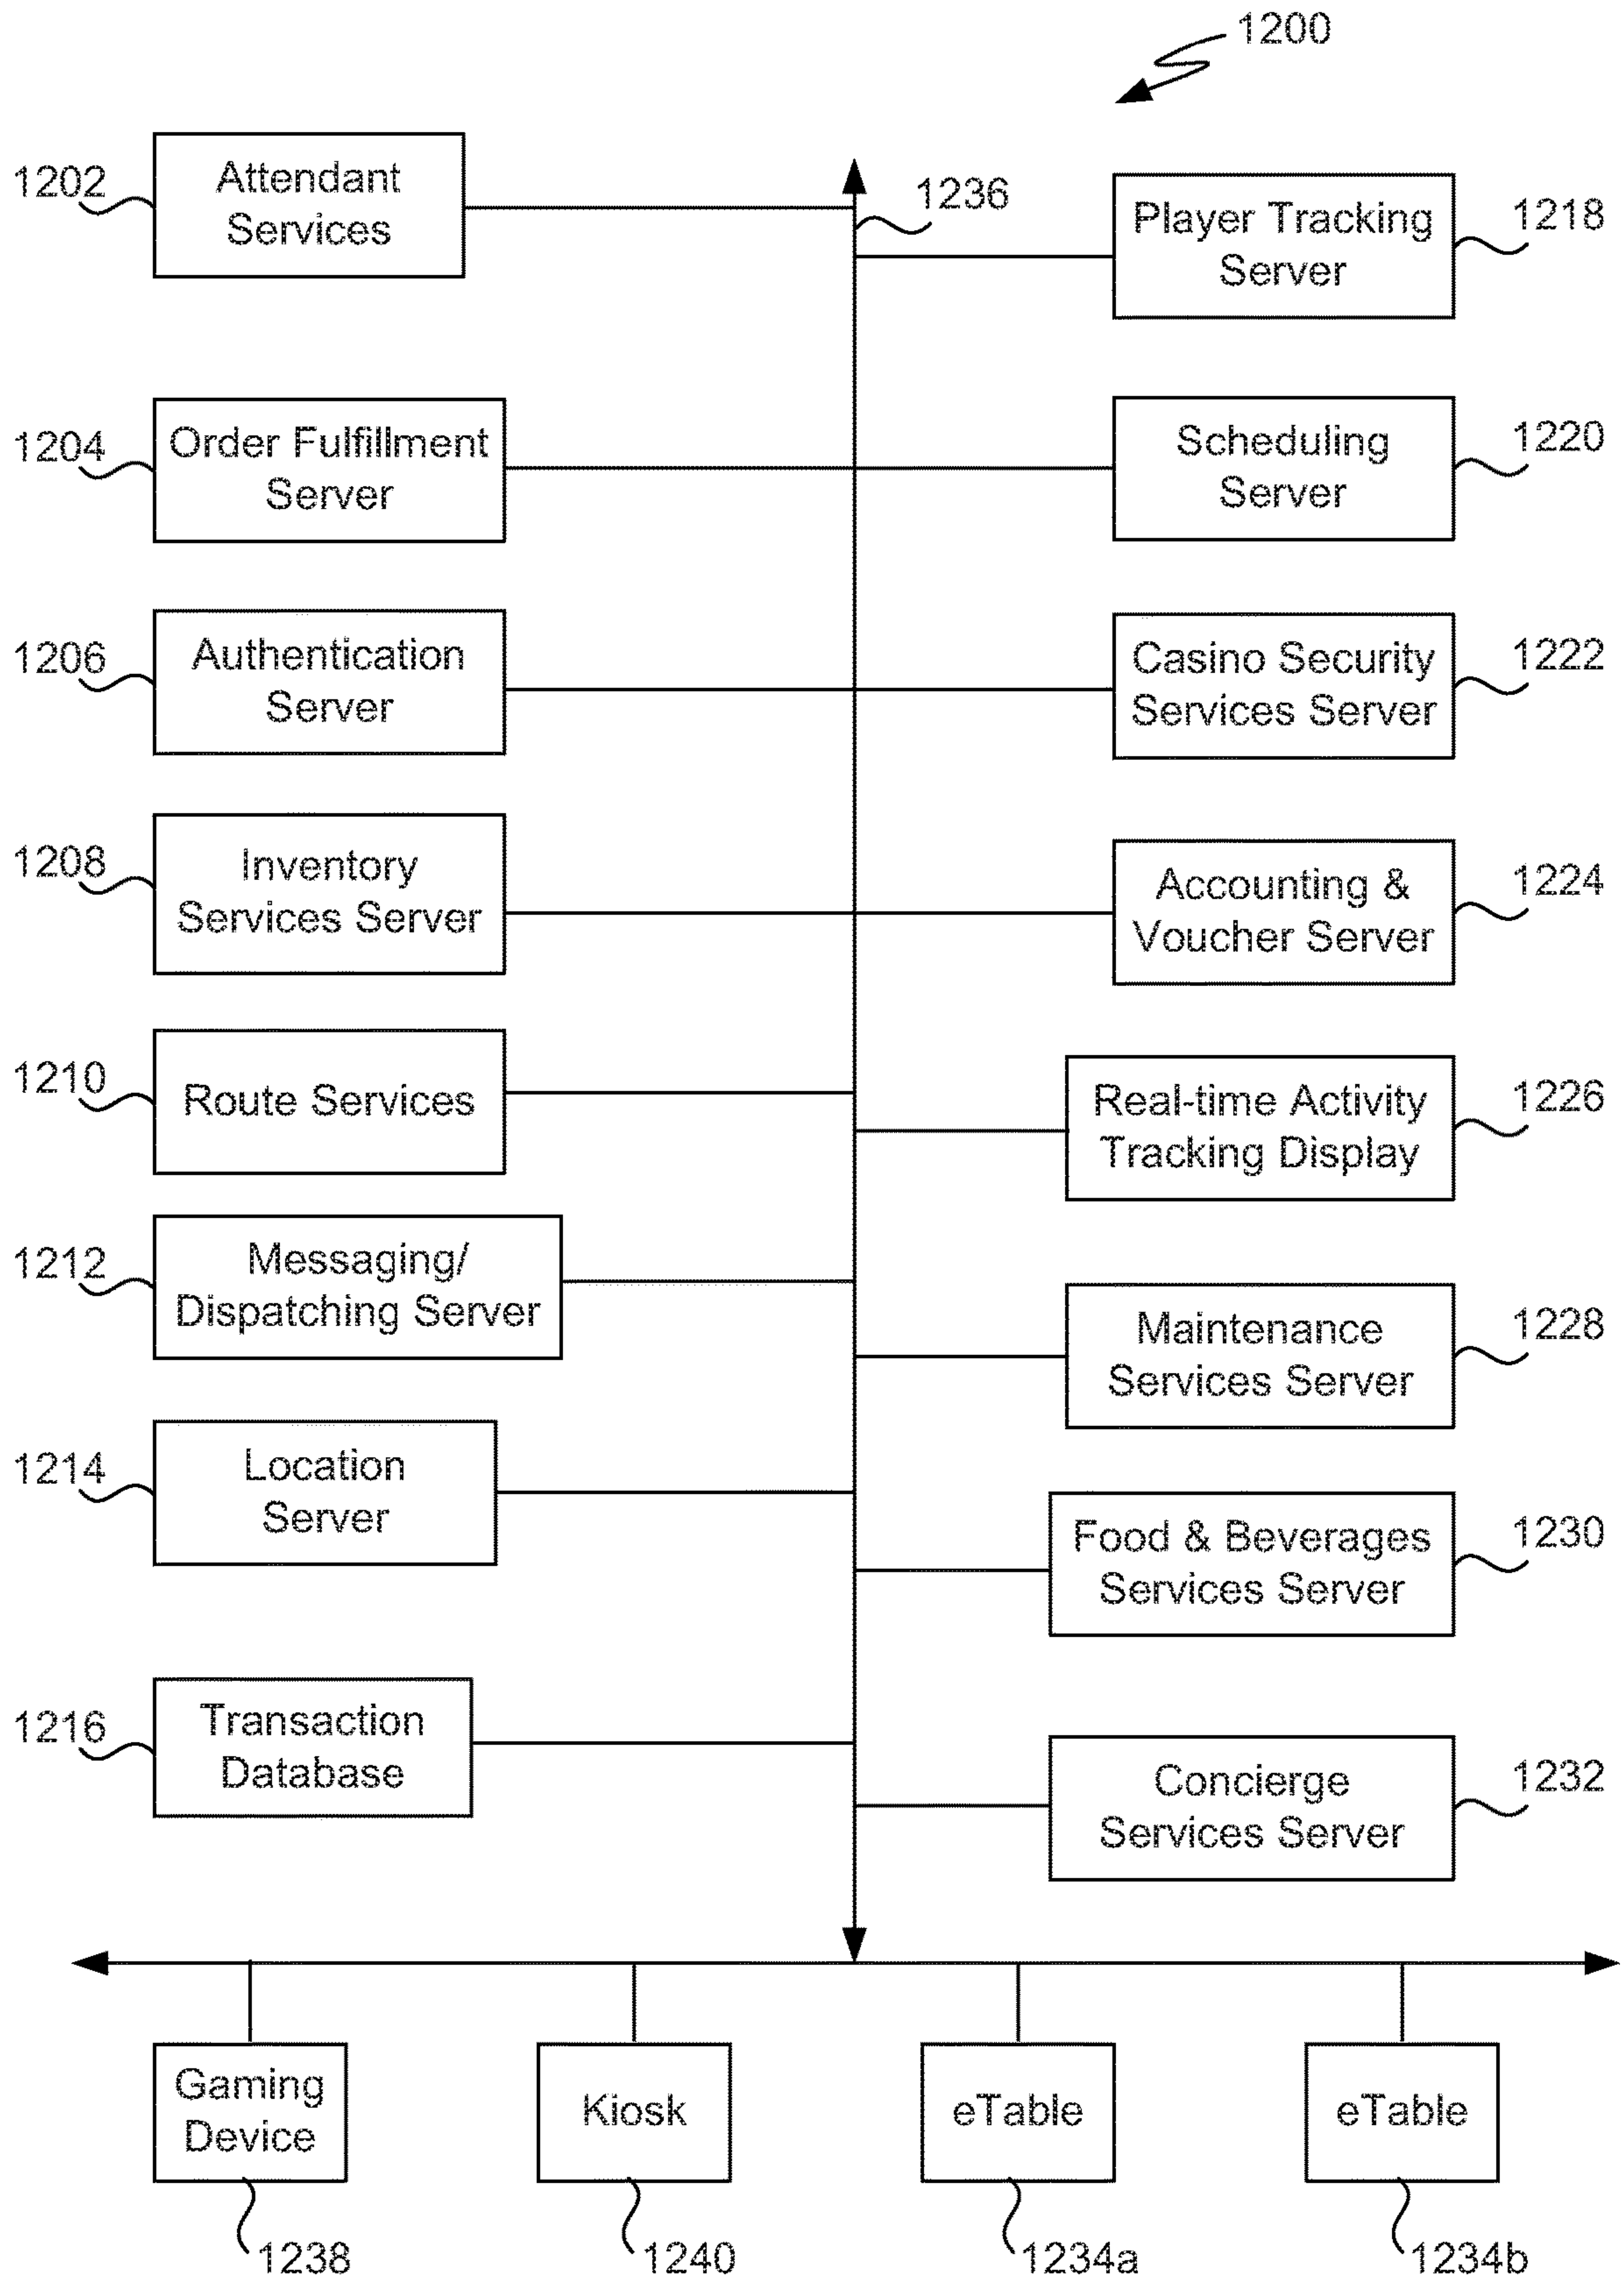 1200
1202
Attendant
Services
1236
Player Tracking
Server
1218
1204
Order Fulfillment
Server
Scheduling
Server
1220
1206
Authentication
Server
Casino Security
Services Server
1222
1208
Inventory
Services Server
Accounting &
Voucher Server
1224
1210
Route Services
Real-time Activity
Tracking Display
1226
1212
Messaging/
Dispatching Server
Maintenance
Services Server
1228
1214
Location
Server
Food & Beverages
Services Server
1230
1216
Transaction
Database
Concierge
Services Server
1232
Gaming
Device
Kiosk
eTable
eTable
1238
1240
1234a
1234b